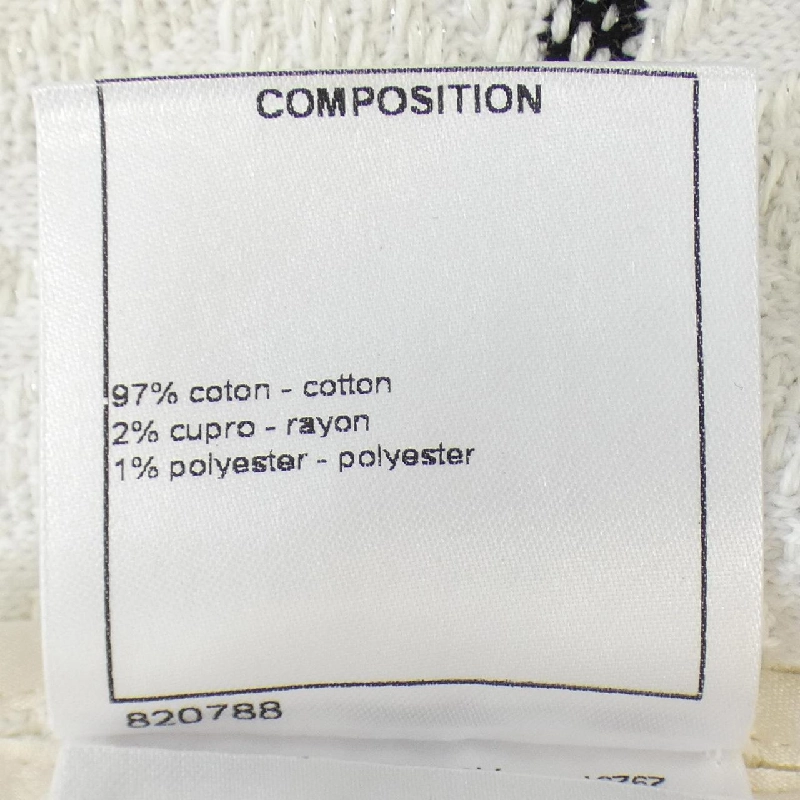 COMPOSITION
97% coton - cotton
2% cupro - rayon
1% polyester - polyester
820788